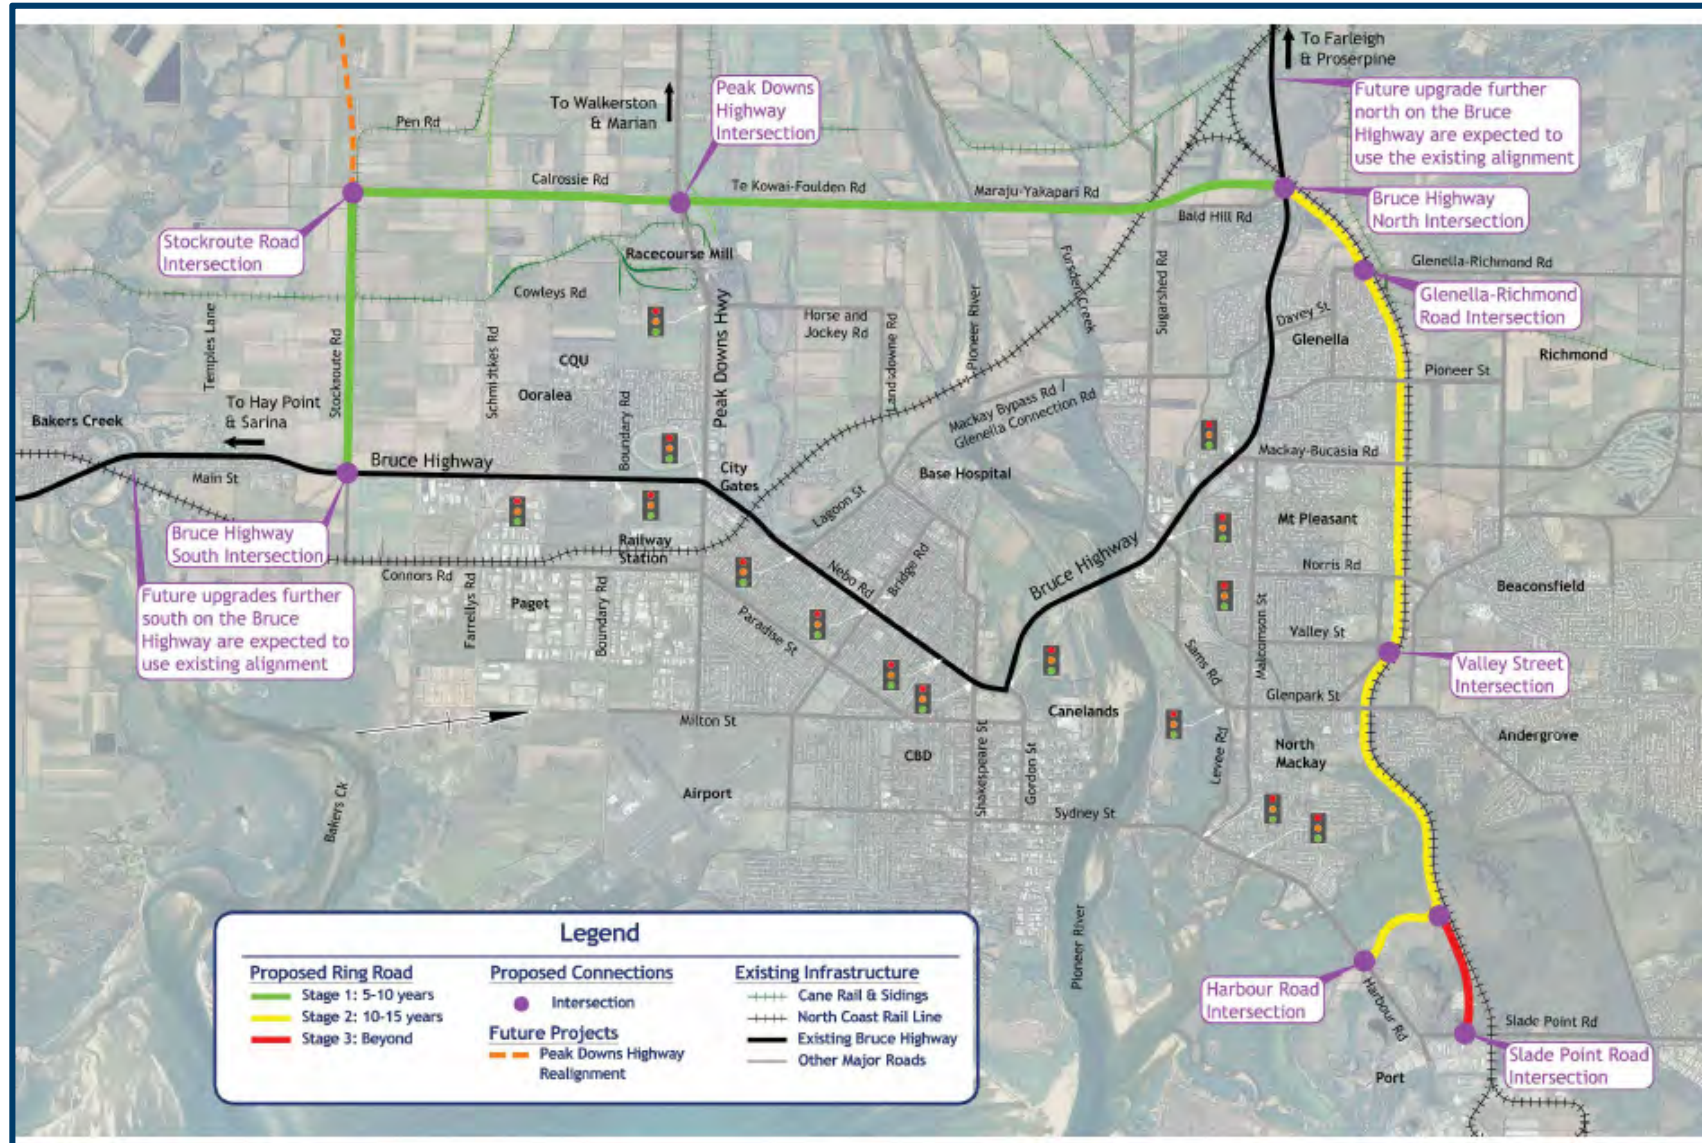 To Farleigh
& Proserpine
Future upgrade further
north on the Bruce
Highway are expected to
use the existing alignment
Peak Downs
Highway
Intersection
To Walkerston
& Marian
Pen Rd
Calrossie Rd
Te Kowai-Foulden Rd
Maraju-Yakapari Rd
Bald Hill Rd
Bruce Highway
North Intersection
Stockroute Road
Intersection
Racecourse Mill
Glenella-Richmond Rd
Glenella-Richmond
Road Intersection
Cowleys Rd
Temples Lane
Stockroute Rd
Schmidtkes Rd
Peak Downs Hwy
Horse and
Jockey Rd
Landsdowne Rd
Pioneer River
Fursden Creek
Sugarshed Rd
Davey St
Glenella
Richmond
Pioneer St
CQU
Ooralea
Boundary Rd
To Hay Point
& Sarina
Bakers Creek
Mackay Bypass Rd /
Glenella Connection Rd
Main St
Bruce Highway
City
Gates
Base Hospital
Mackay-Bucasia Rd
Lagoon St
Mt Pleasant
Bruce Highway
South Intersection
Railway
Station
Connors Rd
Nebo Rd
Bridge Rd
Bruce Highway
Norris Rd
Beaconsfield
Future upgrades further
south on the Bruce
Highway are expected to
use existing alignment
Farrellys Rd
Paget
Boundary Rd
Paradise St
Sams Rd
Malcomson St
Valley St
Valley Street
Intersection
Glenpark St
Milton St
Canelands
CBD
Shakespeare St
Gordon St
Levee Rd
North
Mackay
Andergrove
Airport
Sydney St
Bakers Ck
Pioneer River
Harbour Road
Intersection
Harbour Rd
Slade Point Rd
Slade Point Road
Intersection
Port
Legend
Proposed Ring Road
Stage 1: 5-10 years
Stage 2: 10-15 years
Stage 3: Beyond
Proposed Connections
Intersection
Future Projects
Peak Downs Highway
Realignment
Existing Infrastructure
Cane Rail & Sidings
North Coast Rail Line
Existing Bruce Highway
Other Major Roads